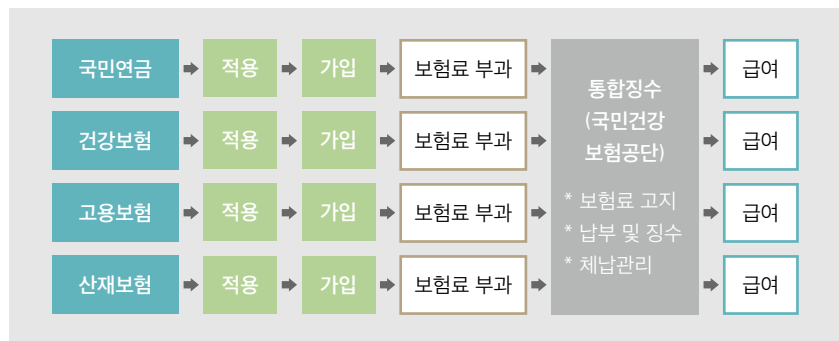 국민연금 적용 가입 보험료 부과 급여
건강보험 적용 가입 보험료 부과 급여
고용보험 적용 가입 보험료 부과 급여
산재보험 적용 가입 보험료 부과 급여
통합징수
(국민건강
보험공단)
* 보험료 고지
* 납부 및 징수
* 체납관리